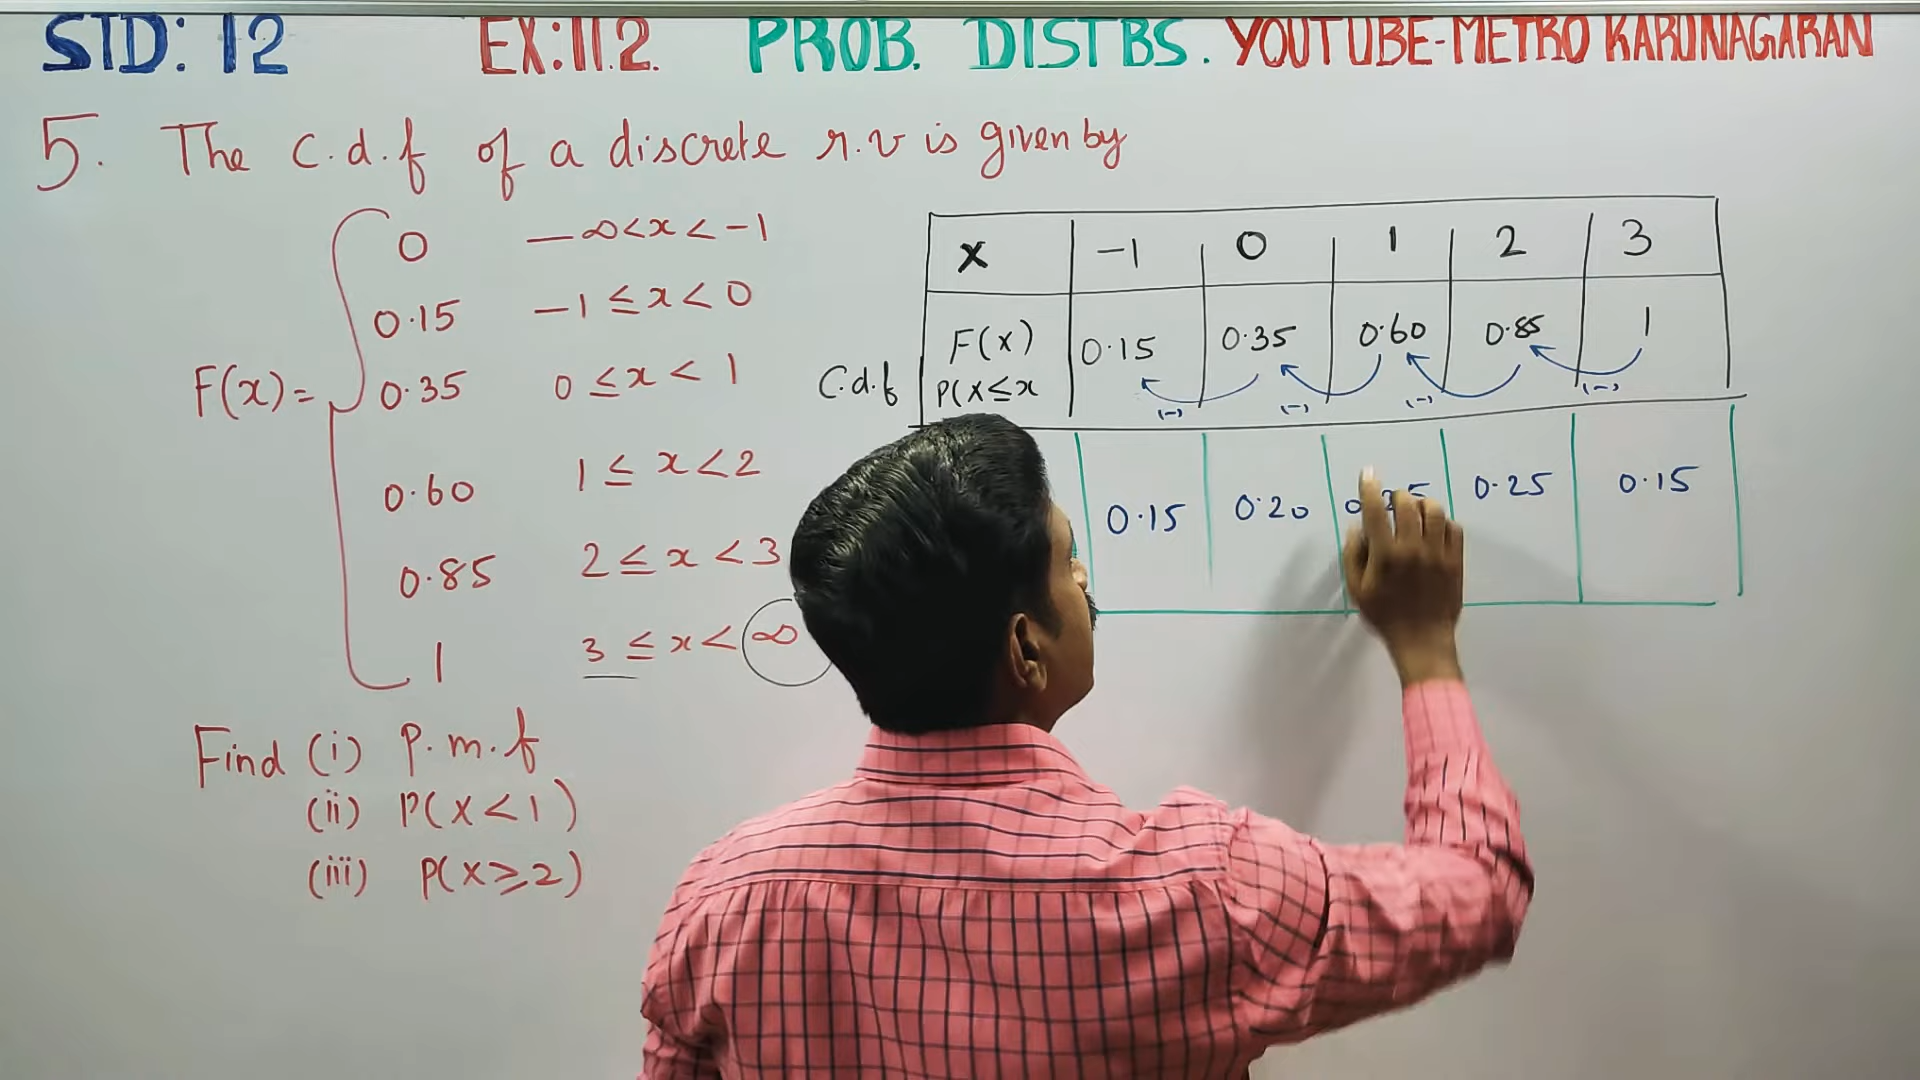 STD: 12 EX:11.2. PROB. DISTBS. YOUTUBE-METRO KARUNAGARAN
5. The c.d.f of a discrete r.v is given by
F(x)=
0 -∞<x<-1
0.15 -1≤x<0
0.35 0≤x<1
0.60 1≤x<2
0.85 2≤x<3
1 3≤x<∞
Find (i) P.m.f
(ii) P(X<1)
(iii) P(X≥2)
X -1 0 1 2 3
F(x) 0.15 0.35 0.60 0.85 1
C.d.f P(X≤x
(-) (-) (-) (-)
0.15 0.20 0.25 0.15